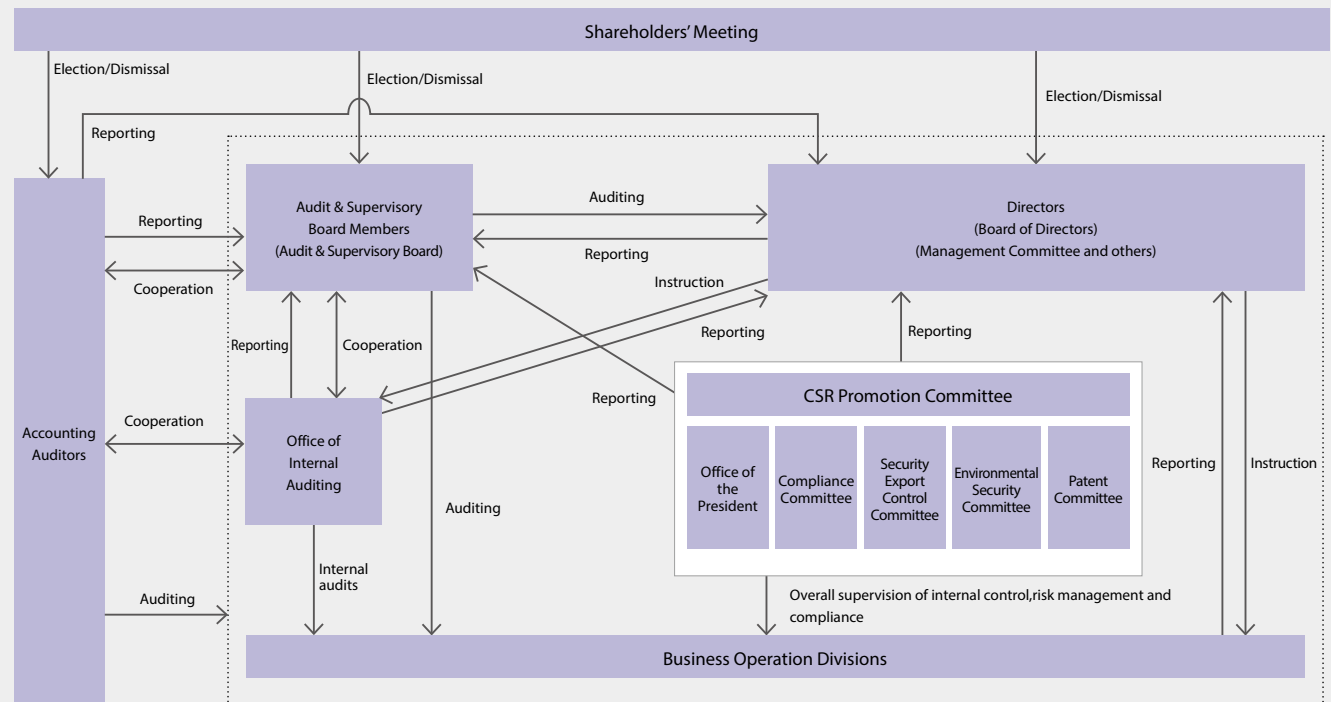 Shareholders' Meeting
Election/Dismissal
Election/Dismissal
Election/Dismissal
Reporting
Audit & Supervisory
Board Members
(Audit & Supervisory Board)
Directors
(Board of Directors)
(Management Committee and others)
Auditing
Reporting
Reporting
Cooperation
Instruction
Reporting
Reporting
Cooperation
Reporting
Reporting
CSR Promotion Committee
Accounting
Auditors
Cooperation
Office of
Internal
Auditing
Office of
the
President
Compliance
Committee
Security
Export
Control
Committee
Environmental
Security
Committee
Patent
Committee
Reporting
Instruction
Auditing
Internal
audits
Auditing
Overall supervision of internal control,risk management and
compliance
Business Operation Divisions